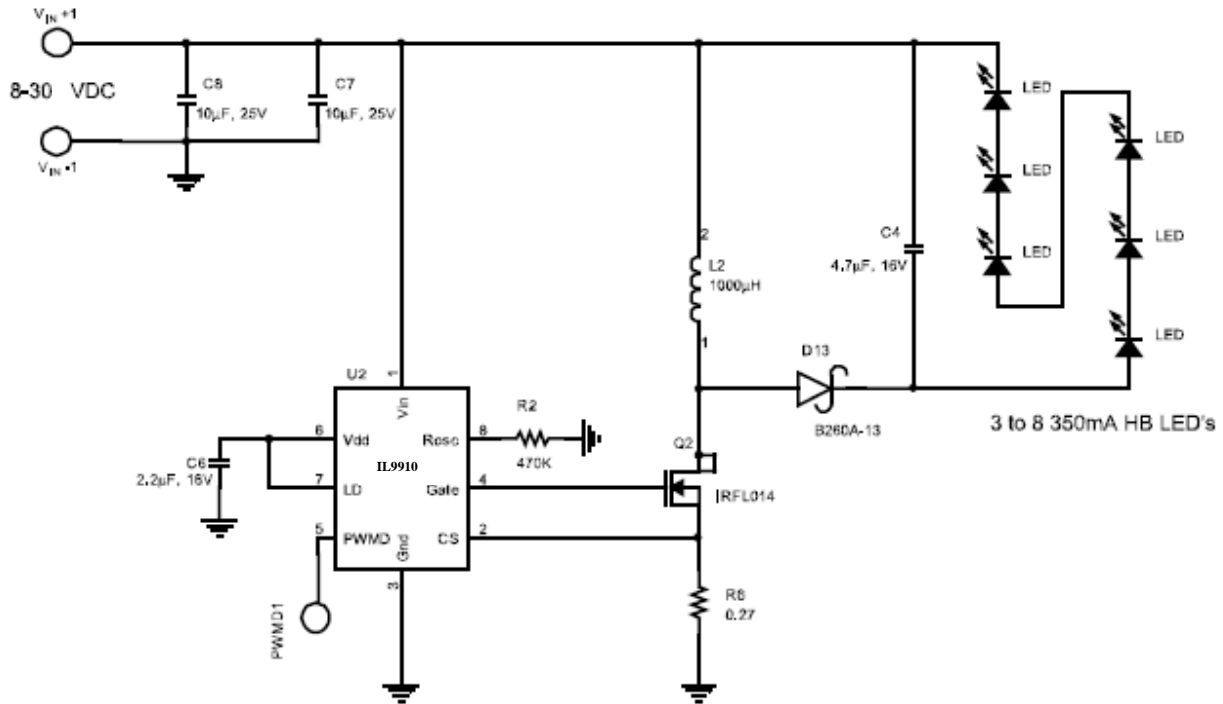 VIN +1
8-30 VDC
VIN -1
C8
10µF, 25V
C7
10µF, 25V
LED
LED
LED
LED
LED
LED
C4
4.7µF, 16V
2
L2
1000µH
1
D13
B260A-13
3 to 8 350mA HB LED's
U2
1
Vin
R2
470K
6
Vdd
Rosc
8
C6
2.2µF, 16V
IL9910
7
LD
Gate
4
Q2
IRFL014
5
PWMD
Gnd
CS
2
3
PWMD1
R6
0.27